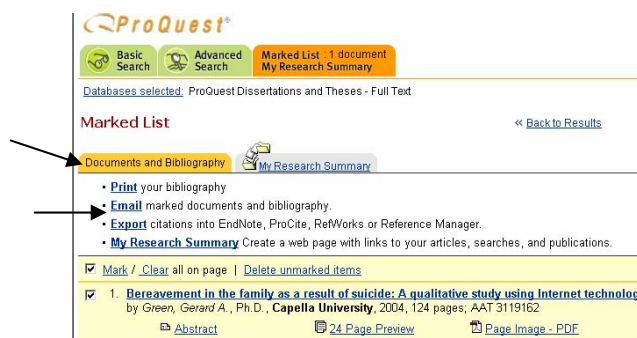 ProQuest®
Basic Search
Advanced Search
Marked List : 1 document
My Research Summary
Databases selected: ProQuest Dissertations and Theses - Full Text
Marked List
« Back to Results
Documents and Bibliography
My Research Summary
• Print your bibliography
• Email marked documents and bibliography.
• Export citations into EndNote, ProCite, RefWorks or Reference Manager.
• My Research Summary Create a web page with links to your articles, searches, and publications.
Mark / Clear all on page | Delete unmarked items
1. Bereavement in the family as a result of suicide: A qualitative study using Internet technolog
by Green, Gerard A., Ph.D., Capella University, 2004, 124 pages; AAT 3119162
Abstract
24 Page Preview
Page Image - PDF